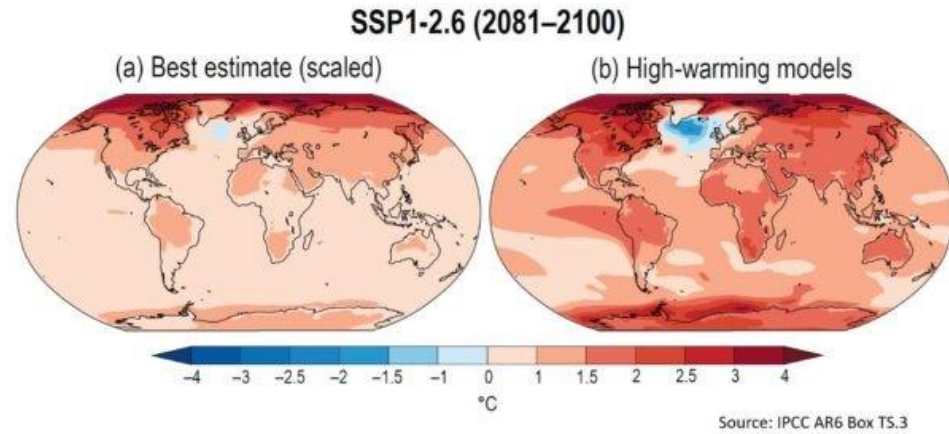 SSP1-2.6 (2081–2100)
(a) Best estimate (scaled)
(b) High-warming models
–4 –3 –2.5 –2 –1.5 –1 0 1 1.5 2 2.5 3 4
°C
Source: IPCC AR6 Box TS.3